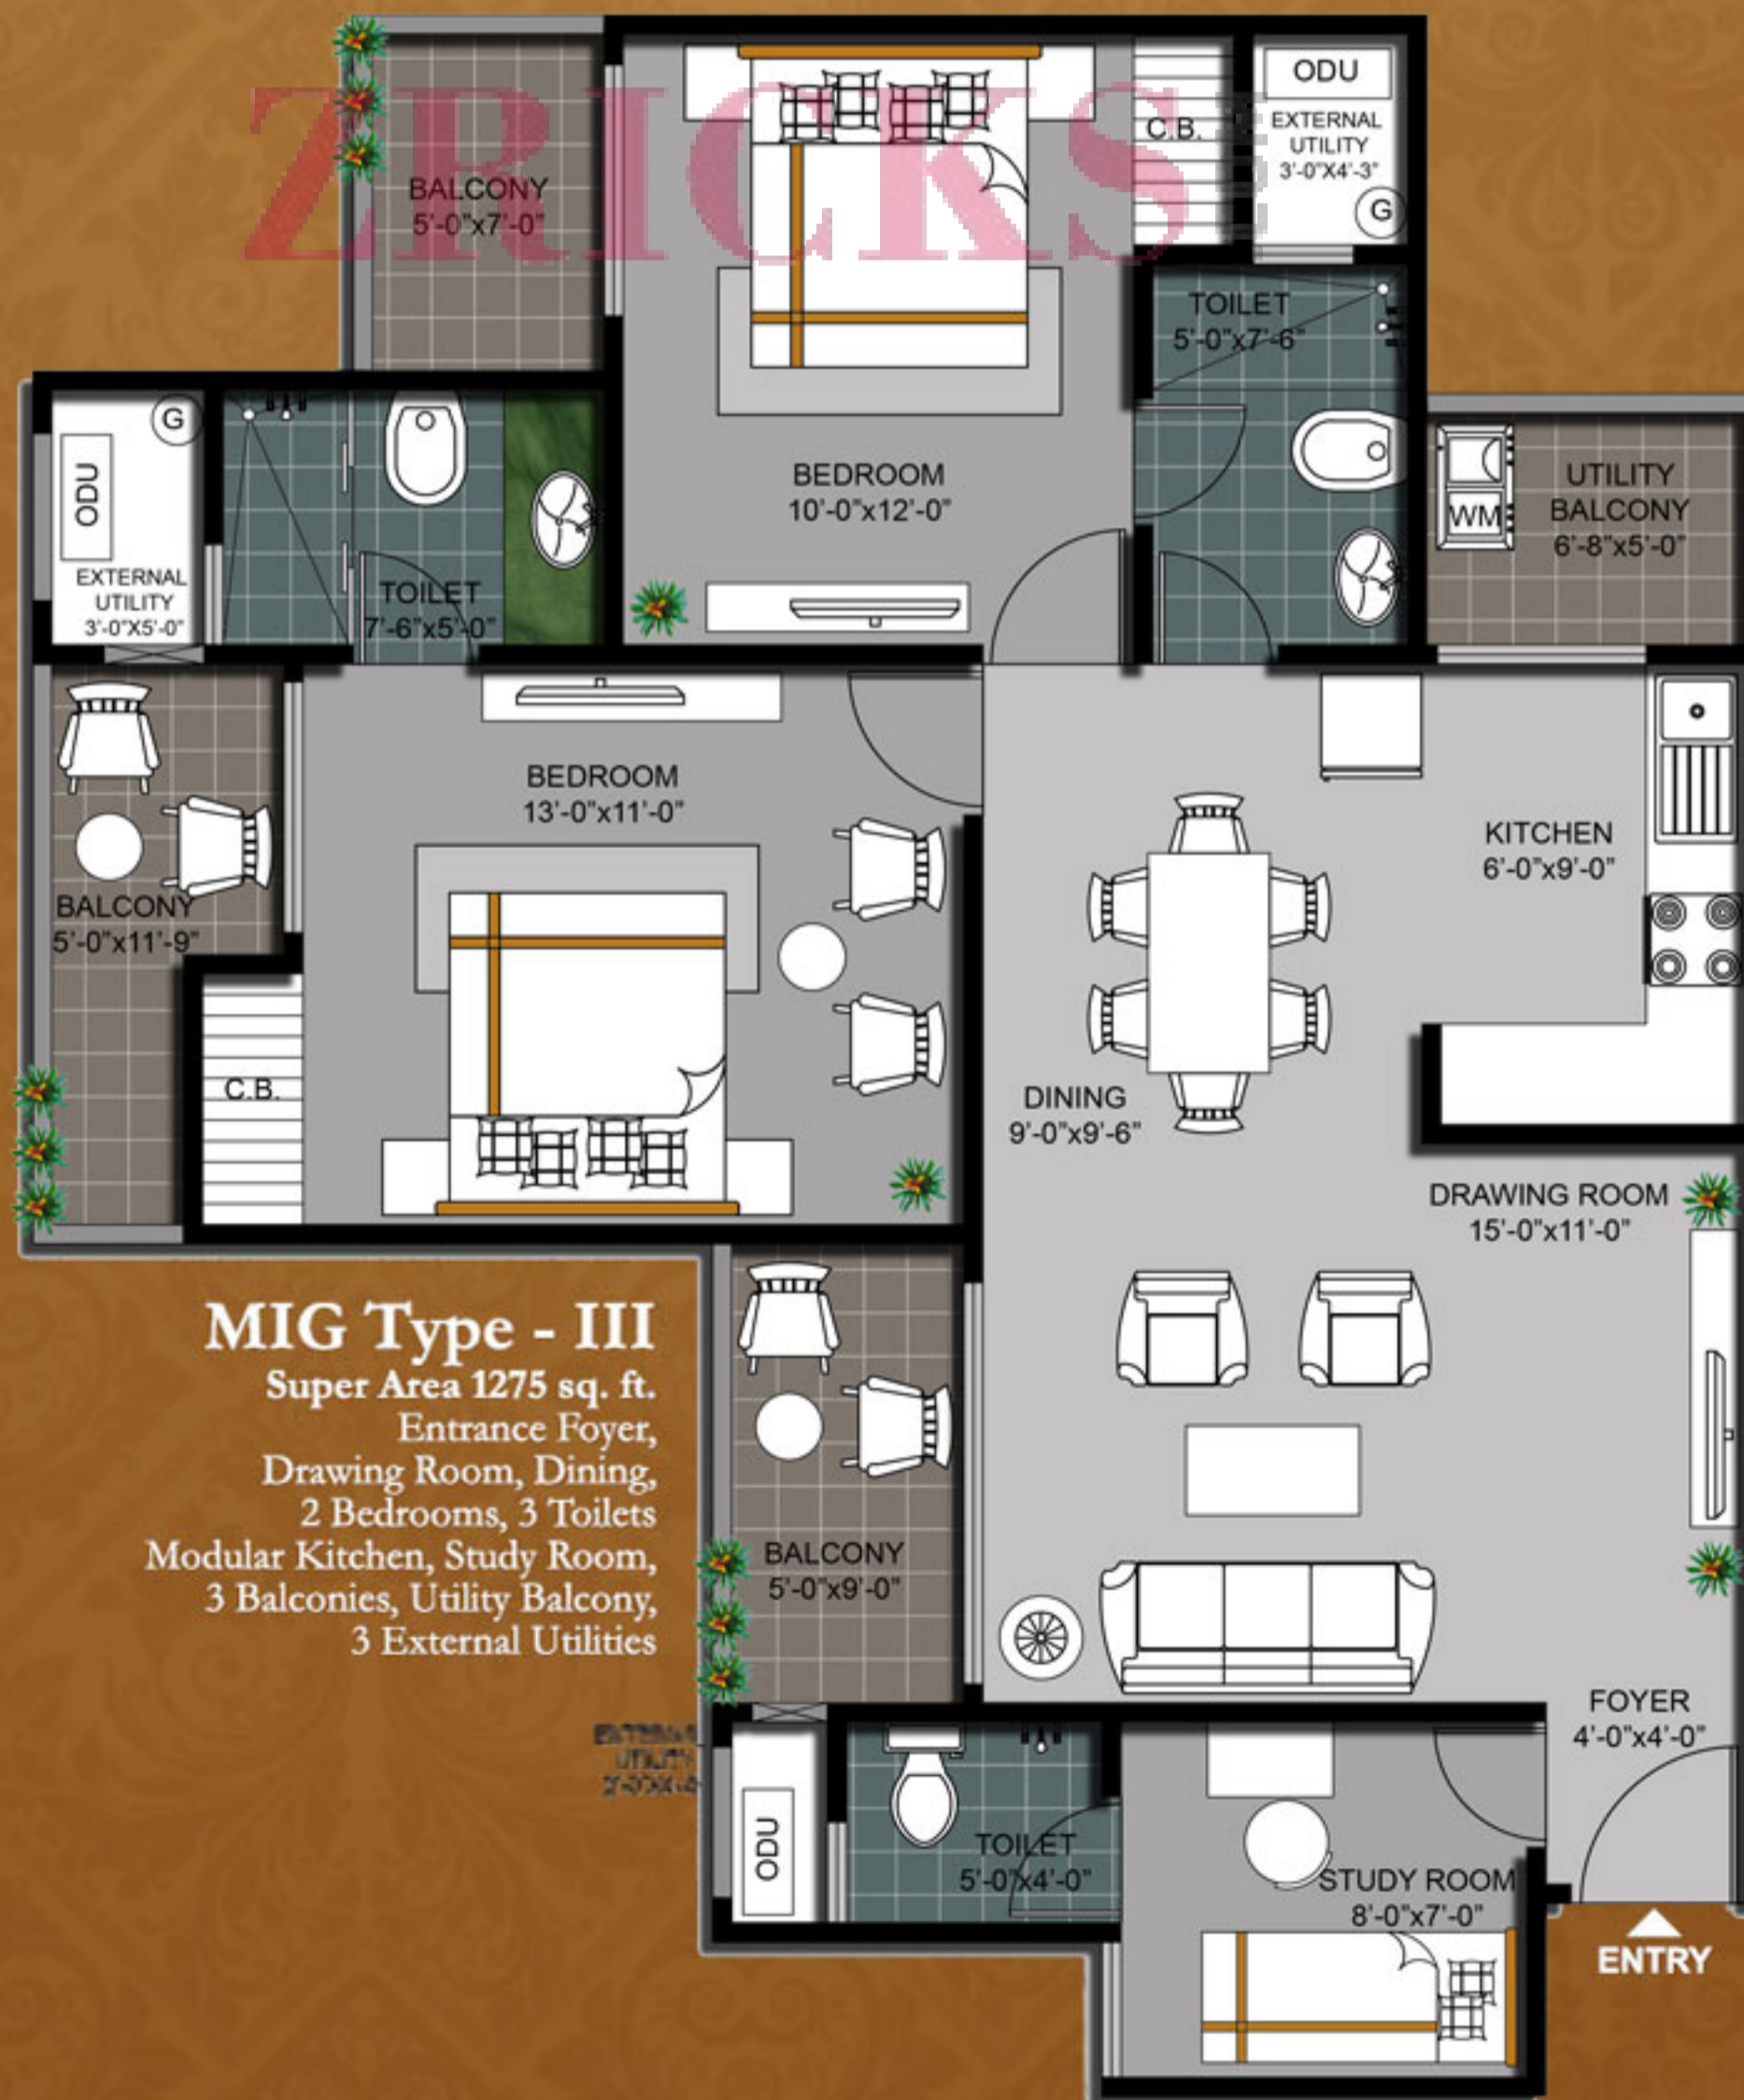 ZRICKS
ODU
EXTERNAL
UTILITY
3'-0"X4'-3"
G
C.B.
BALCONY
5'-0"x7'-0"
TOILET
5'-0"x7'-6"
G
ODU
EXTERNAL
UTILITY
3'-0"X5'-0"
TOILET
7'-6"x5'-0"
BEDROOM
10'-0"x12'-0"
WM
UTILITY
BALCONY
6'-8"x5'-0"
BEDROOM
13'-0"x11'-0"
KITCHEN
6'-0"x9'-0"
BALCONY
5'-0"x11'-9"
C.B.
DINING
9'-0"x9'-6"
DRAWING ROOM
15'-0"x11'-0"
MIG Type - III
Super Area 1275 sq. ft.
Entrance Foyer,
Drawing Room, Dining,
2 Bedrooms, 3 Toilets
Modular Kitchen, Study Room,
3 Balconies, Utility Balcony,
3 External Utilities
BALCONY
5'-0"x9'-0"
FOYER
4'-0"x4'-0"
EXTERNAL
UTILITY
ODU
TOILET
5'-0"x4'-0"
STUDY ROOM
8'-0"x7'-0"
ENTRY